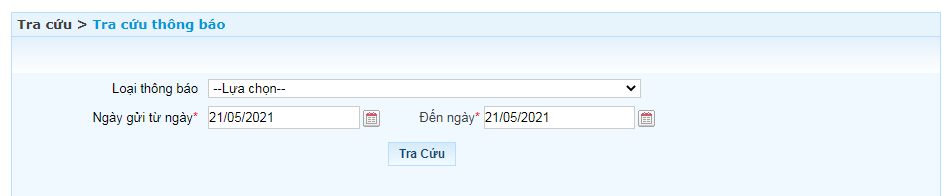 Tra cứu > Tra cứu thông báo
Loại thông báo --Lựa chọn--
Ngày gửi từ ngày* 21/05/2021 Đến ngày* 21/05/2021
Tra Cứu